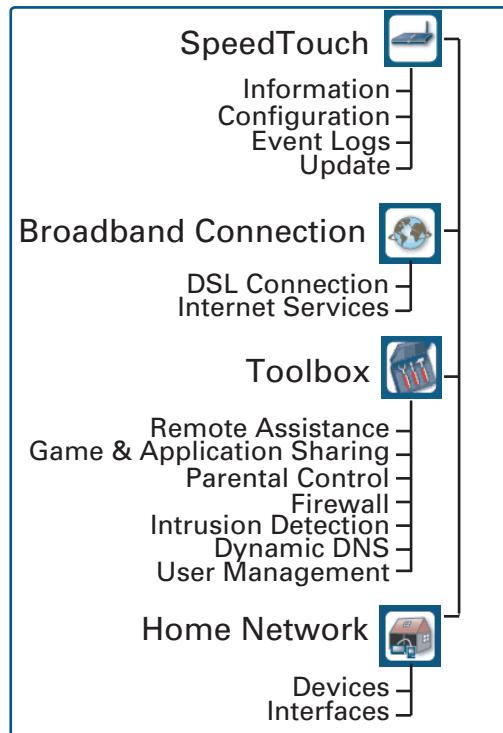 SpeedTouch
Information
Configuration
Event Logs
Update
Broadband Connection
DSL Connection
Internet Services
Toolbox
Remote Assistance
Game & Application Sharing
Parental Control
Firewall
Intrusion Detection
Dynamic DNS
User Management
Home Network
Devices
Interfaces